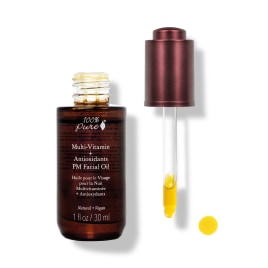 100%
pure
Multi-Vitamin
+
Antioxidants
PM Facial Oil
Huile pour le Visage
pour la Nuit
Multivitaminée
+ Antioxydants
Natural + Vegan
1 fl oz / 30 ml